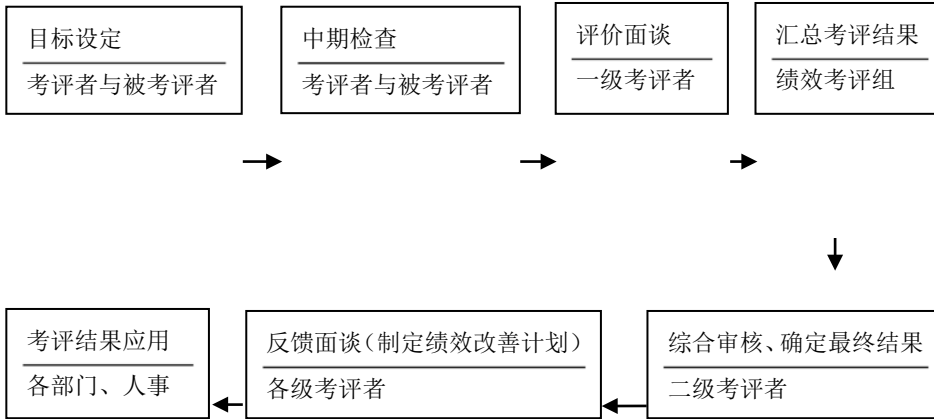 目标设定
考评者与被考评者
中期检查
考评者与被考评者
评价面谈
一级考评者
汇总考评结果
绩效考评组
考评结果应用
各部门、人事
反馈面谈(制定绩效改善计划)
各级考评者
综合审核、确定最终结果
二级考评者